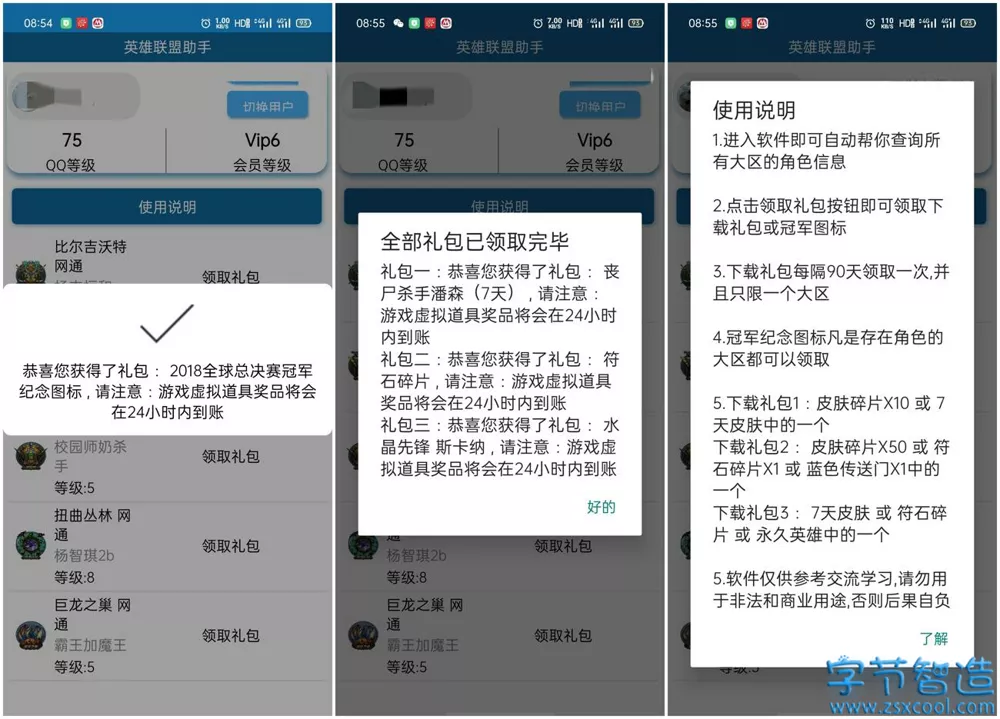 08:54
1.00 KB/S HD 4G 4G 93
英雄联盟助手
切换用户
75
Vip6
QQ等级
会员等级
使用说明
比尔吉沃特
网通
领取礼包
恭喜您获得了礼包： 2018全球总决赛冠军
纪念图标 , 请注意：游戏虚拟道具奖品将会
在24小时内到账
校园师奶杀
手
领取礼包
等级:5
扭曲丛林 网
通
杨智琪2b
领取礼包
等级:8
巨龙之巢 网
通
霸王加魔王
领取礼包
等级:5
08:55
7.00 KB/S HD 4G 4G 93
英雄联盟助手
切换用户
75
Vip6
QQ等级
会员等级
使用说明
全部礼包已领取完毕
礼包一：恭喜您获得了礼包： 丧
尸杀手潘森（7天） , 请注意：
游戏虚拟道具奖品将会在24小时
内到账
礼包二：恭喜您获得了礼包： 符
石碎片 , 请注意：游戏虚拟道具
奖品将会在24小时内到账
礼包三：恭喜您获得了礼包： 水
晶先锋 斯卡纳 , 请注意：游戏虚
拟道具奖品将会在24小时内到账
好的
通
杨智琪2b
领取礼包
等级:8
巨龙之巢 网
通
霸王加魔王
领取礼包
等级:5
08:55
110 KB/S HD 4G 4G 93
英雄联盟助手
使用说明
1.进入软件即可自动帮你查询所
有大区的角色信息
2.点击领取礼包按钮即可领取下
载礼包或冠军图标
3.下载礼包每隔90天领取一次,并
且只限一个大区
4.冠军纪念图标凡是存在角色的
大区都可以领取
5.下载礼包1：皮肤碎片X10 或 7
天皮肤中的一个
下载礼包2： 皮肤碎片X50 或 符
石碎片X1 或 蓝色传送门X1中的
一个
下载礼包3： 7天皮肤 或 符石碎
片 或 永久英雄中的一个
5.软件仅供参考交流学习,请勿用
于非法和商业用途,否则后果自负
了解
等级:5
字节智造
www.zsxcool.com